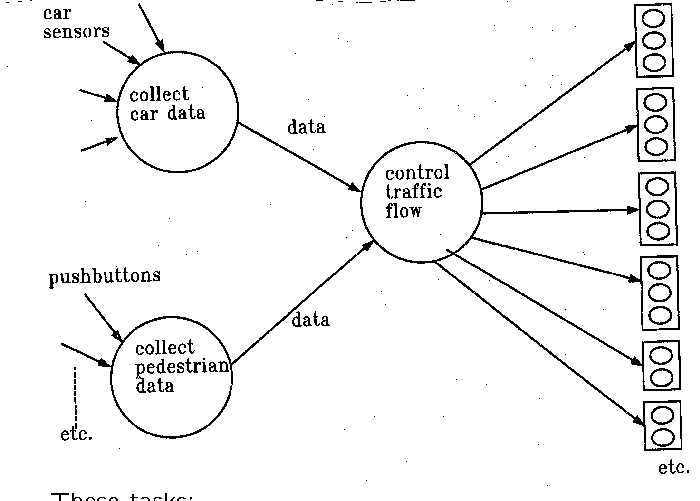 car
sensors
collect
car data
data
control
traffic
flow
pushbuttons
data
collect
pedestrian
data
etc.
etc.
These tasks: